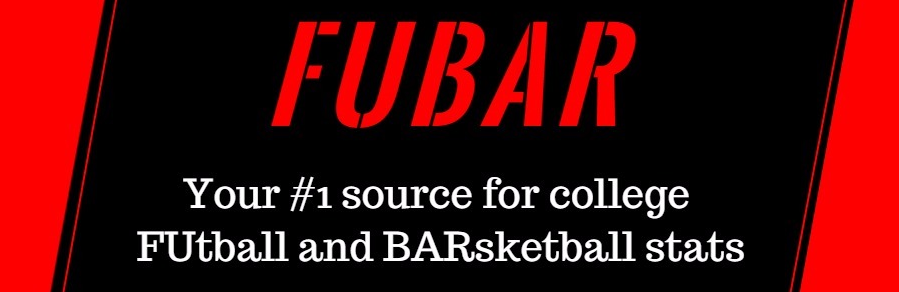 FUBAR
Your #1 source for college
FUtball and BARsketball stats